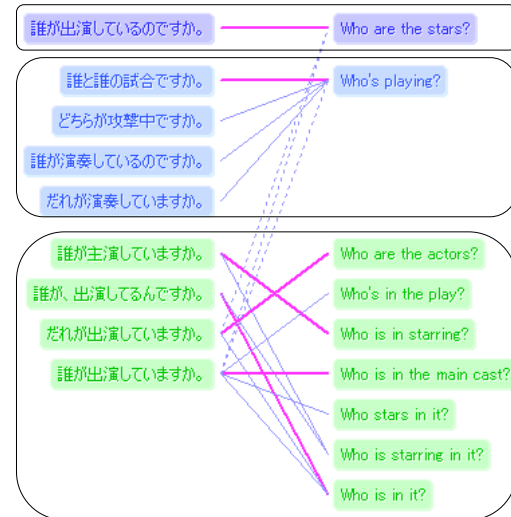 誰が出演しているのですか。 Who are the stars?
誰と誰の試合ですか。 Who's playing?
どちらが攻撃中ですか。
誰が演奏しているのですか。
だれが演奏していますか。
誰が主演していますか。 Who are the actors?
誰が、出演してるんですか。 Who's in the play?
だれが出演していますか。 Who is in starring?
誰が出演していますか。 Who is in the main cast?
Who stars in it?
Who is starring in it?
Who is in it?